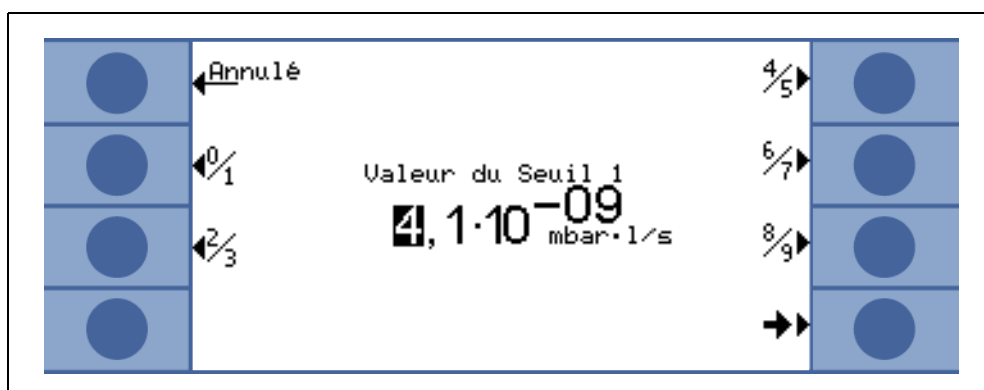 Annulé
4/5
0/1
Valeur du Seuil 1
6/7
4,1·10⁻⁰⁹ mbar·l/s
2/3
8/9